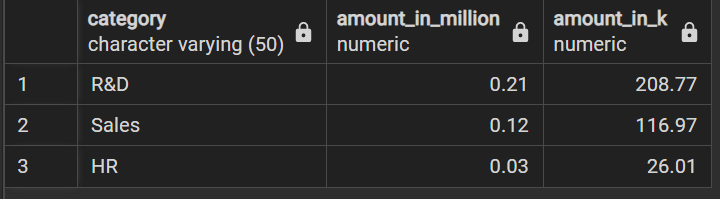 category amount_in_million amount_in_k
character varying (50) numeric numeric
1 R&D 0.21 208.77
2 Sales 0.12 116.97
3 HR 0.03 26.01